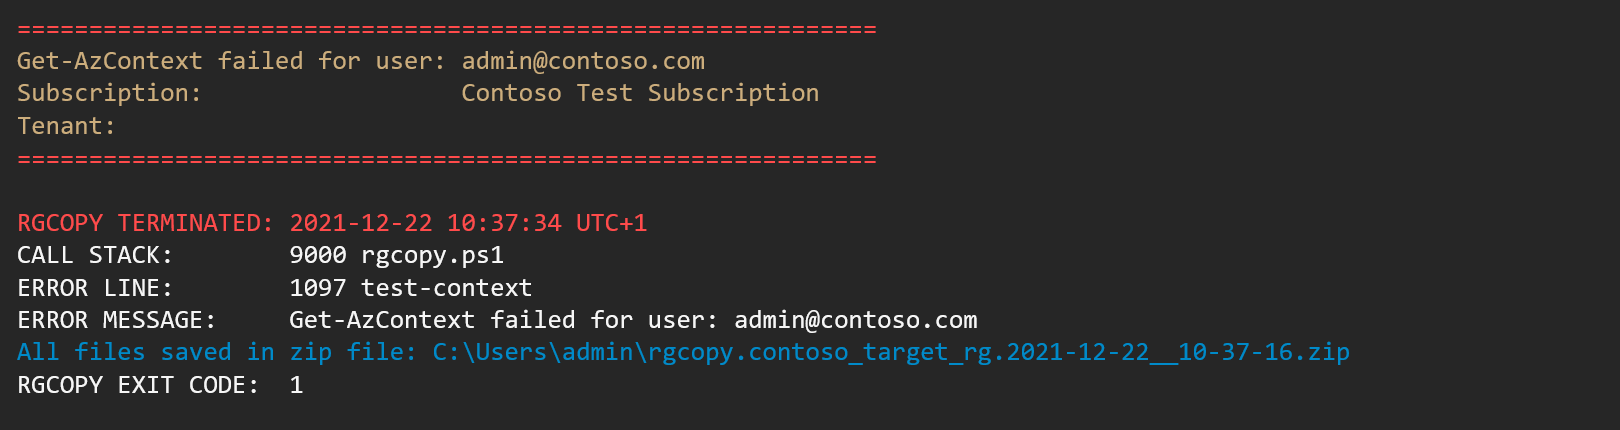 ============================================================
Get-AzContext failed for user: admin@contoso.com
Subscription:                  Contoso Test Subscription
Tenant:
============================================================
RGCOPY TERMINATED: 2021-12-22 10:37:34 UTC+1
CALL STACK:        9000 rgcopy.ps1
ERROR LINE:        1097 test-context
ERROR MESSAGE:     Get-AzContext failed for user: admin@contoso.com
All files saved in zip file: C:\Users\admin\rgcopy.contoso_target_rg.2021-12-22__10-37-16.zip
RGCOPY EXIT CODE:  1